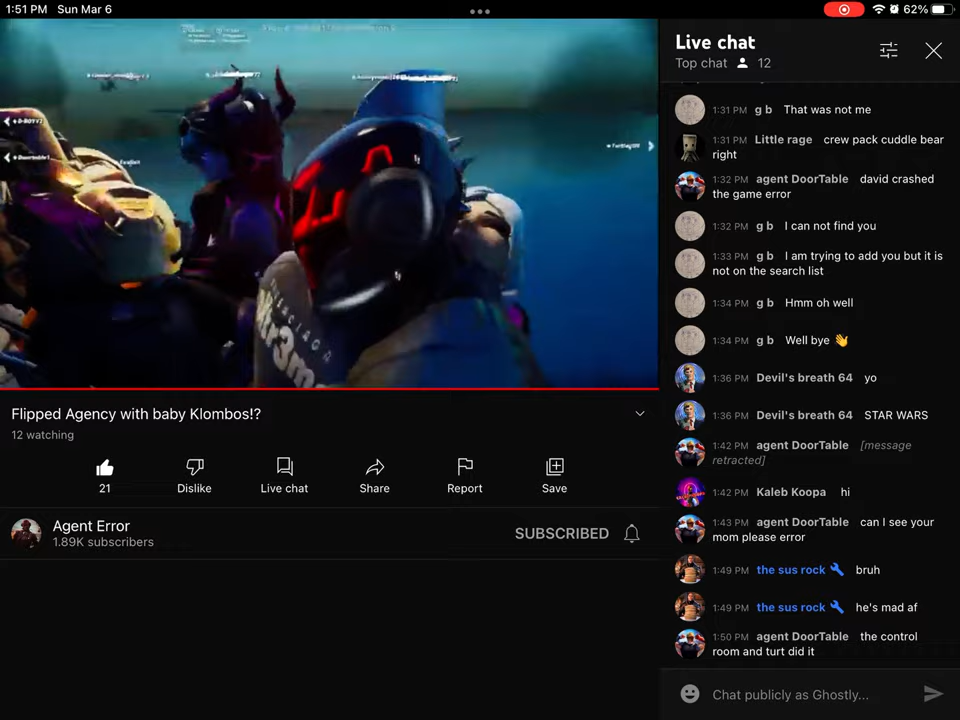 1:51 PM Sun Mar 6
62%
Flipped Agency with baby Klombos!?
12 watching
21
Dislike
Live chat
Share
Report
Save
Agent Error
1.89K subscribers
SUBSCRIBED
Live chat
Top chat 12
1:31 PM g b That was not me
1:31 PM Little rage crew pack cuddle bear
right
1:32 PM agent DoorTable david crashed
the game error
1:32 PM g b I can not find you
1:33 PM g b I am trying to add you but it is
not on the search list
1:34 PM g b Hmm oh well
1:34 PM g b Well bye 👋
1:36 PM Devil's breath 64 yo
1:36 PM Devil's breath 64 STAR WARS
1:42 PM agent DoorTable [message
retracted]
1:42 PM Kaleb Koopa hi
1:43 PM agent DoorTable can I see your
mom please error
1:49 PM the sus rock bruh
1:49 PM the sus rock he's mad af
1:50 PM agent DoorTable the control
room and turt did it
Chat publicly as Ghostly...